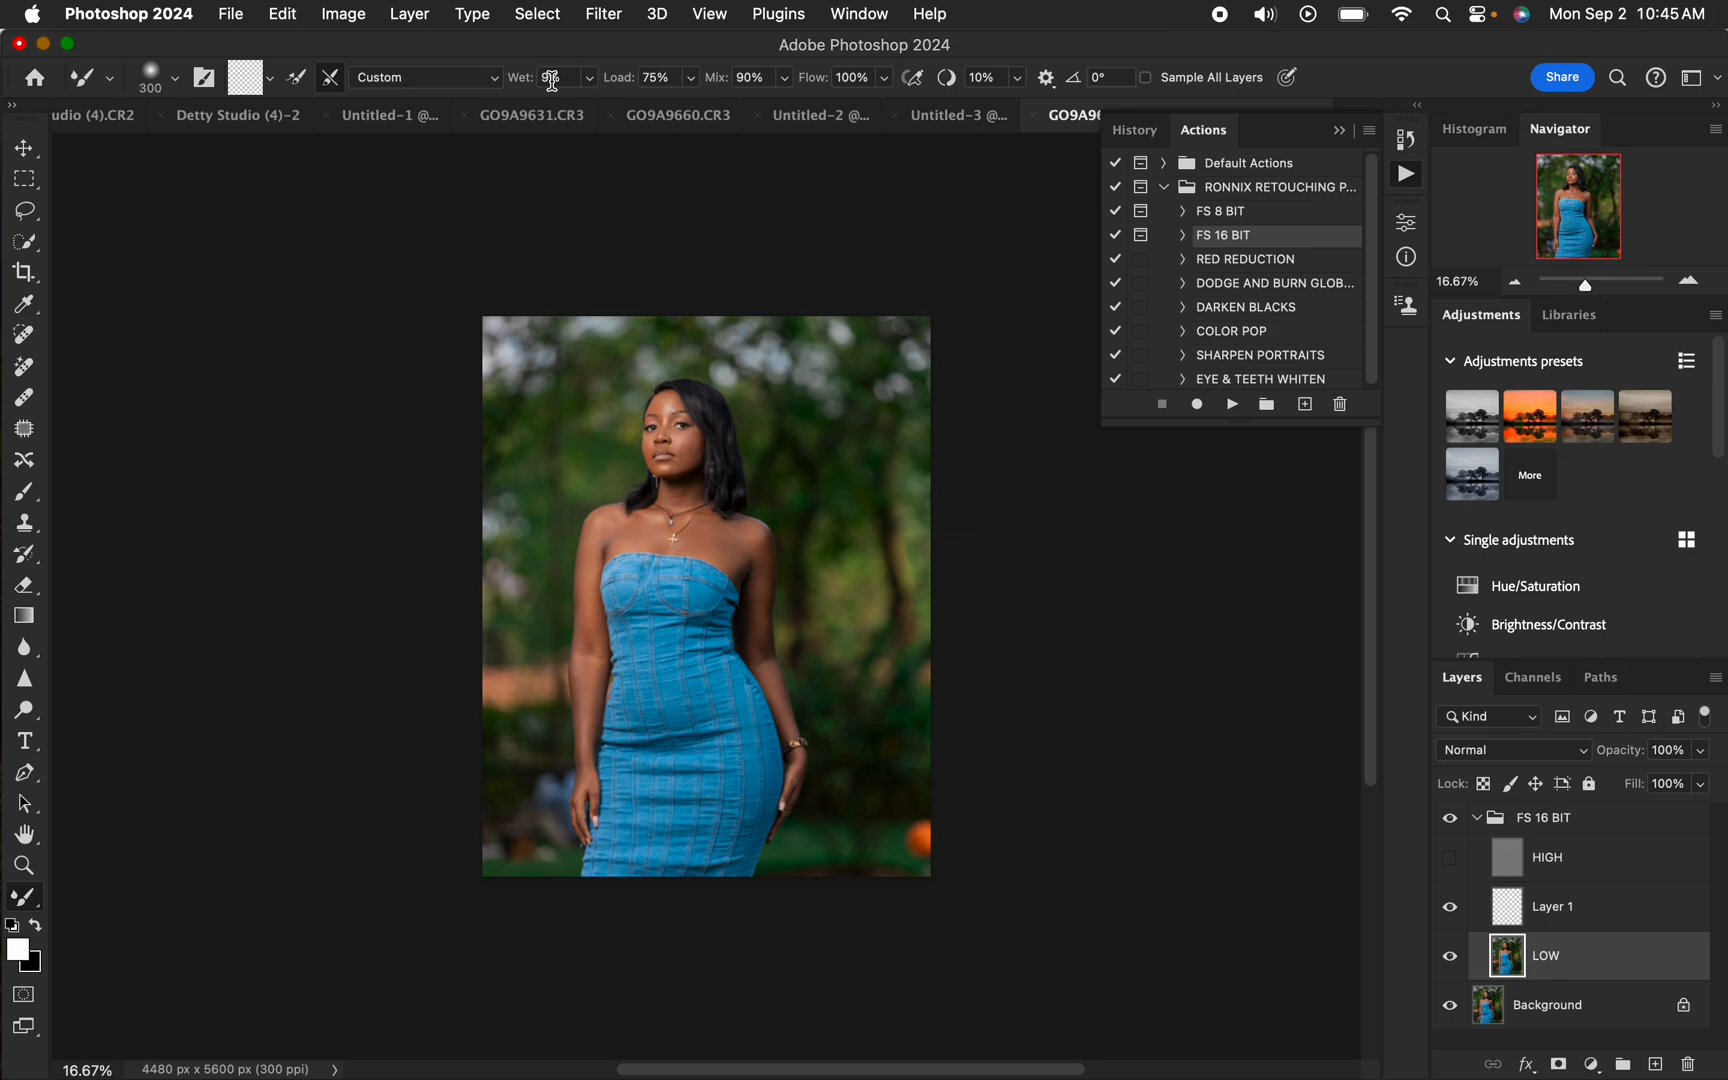 Photoshop 2024 File Edit Image Layer Type Select Filter 3D View Plugins Window Help Mon Sep 2 10:45 AM
Adobe Photoshop 2024
300 Custom Wet: Load: 75% Mix: 90% Flow: 100% 10% 0° Sample All Layers Share
udio (4).CR2 Detty Studio (4)-2 Untitled-1 @... GO9A9631.CR3 GO9A9660.CR3 Untitled-2 @... Untitled-3 @... GO9A96
History Actions
Default Actions
RONNIX RETOUCHING P...
FS 8 BIT
FS 16 BIT
RED REDUCTION
DODGE AND BURN GLOB...
DARKEN BLACKS
COLOR POP
SHARPEN PORTRAITS
EYE & TEETH WHITEN
Histogram Navigator
16.67%
Adjustments Libraries
Adjustments presets
More
Single adjustments
Hue/Saturation
Brightness/Contrast
Layers Channels Paths
Kind
Normal Opacity: 100%
Lock: Fill: 100%
FS 16 BIT
HIGH
Layer 1
LOW
Background
16.67% 4480 px x 5600 px (300 ppi)